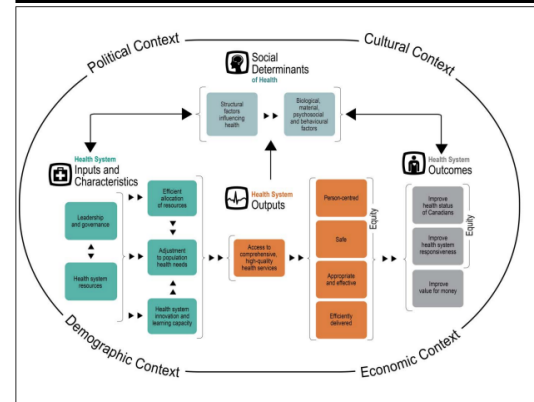 Political Context
Cultural Context
Social
Determinants
of Health
Structural
factors
influencing
health
Biological,
material,
psychosocial
and behavioural
factors
Health System
Inputs and
Characteristics
Leadership
and governance
Health system
resources
Efficient
allocation
of resources
Adjustment
to population
health needs
Health system
innovation and
learning capacity
Health System
Outputs
Access to
comprehensive,
high-quality
health services
Person-centred
Safe
Appropriate
and effective
Efficiently
delivered
Equity
Health System
Outcomes
Improve
health status
of Canadians
Improve
health system
responsiveness
Improve
value for money
Equity
Demographic Context
Economic Context